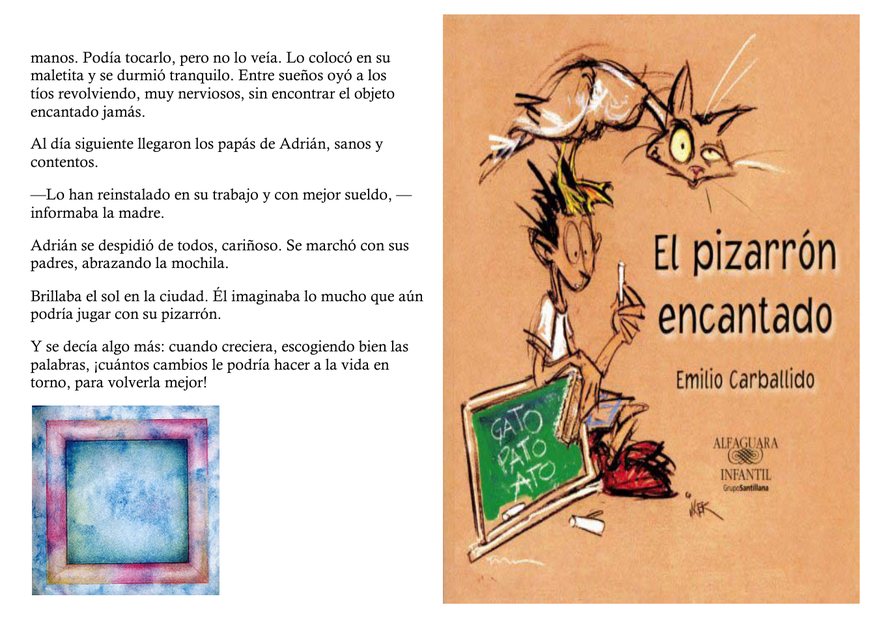 manos. Podía tocarlo, pero no lo veía. Lo colocó en su
maletita y se durmió tranquilo. Entre sueños oyó a los
tíos revolviendo, muy nerviosos, sin encontrar el objeto
encantado jamás.
Al día siguiente llegaron los papás de Adrián, sanos y
contentos.
—Lo han reinstalado en su trabajo y con mejor sueldo, —
informaba la madre.
Adrián se despidió de todos, cariñoso. Se marchó con sus
padres, abrazando la mochila.
Brillaba el sol en la ciudad. Él imaginaba lo mucho que aún
podría jugar con su pizarrón.
Y se decía algo más: cuando creciera, escogiendo bien las
palabras, ¡cuántos cambios le podría hacer a la vida en
torno, para volverla mejor!
El pizarrón
encantado
Emilio Carballido
GATO
PATO
ATO
ALFAGUARA
INFANTIL
GrupoSantillana